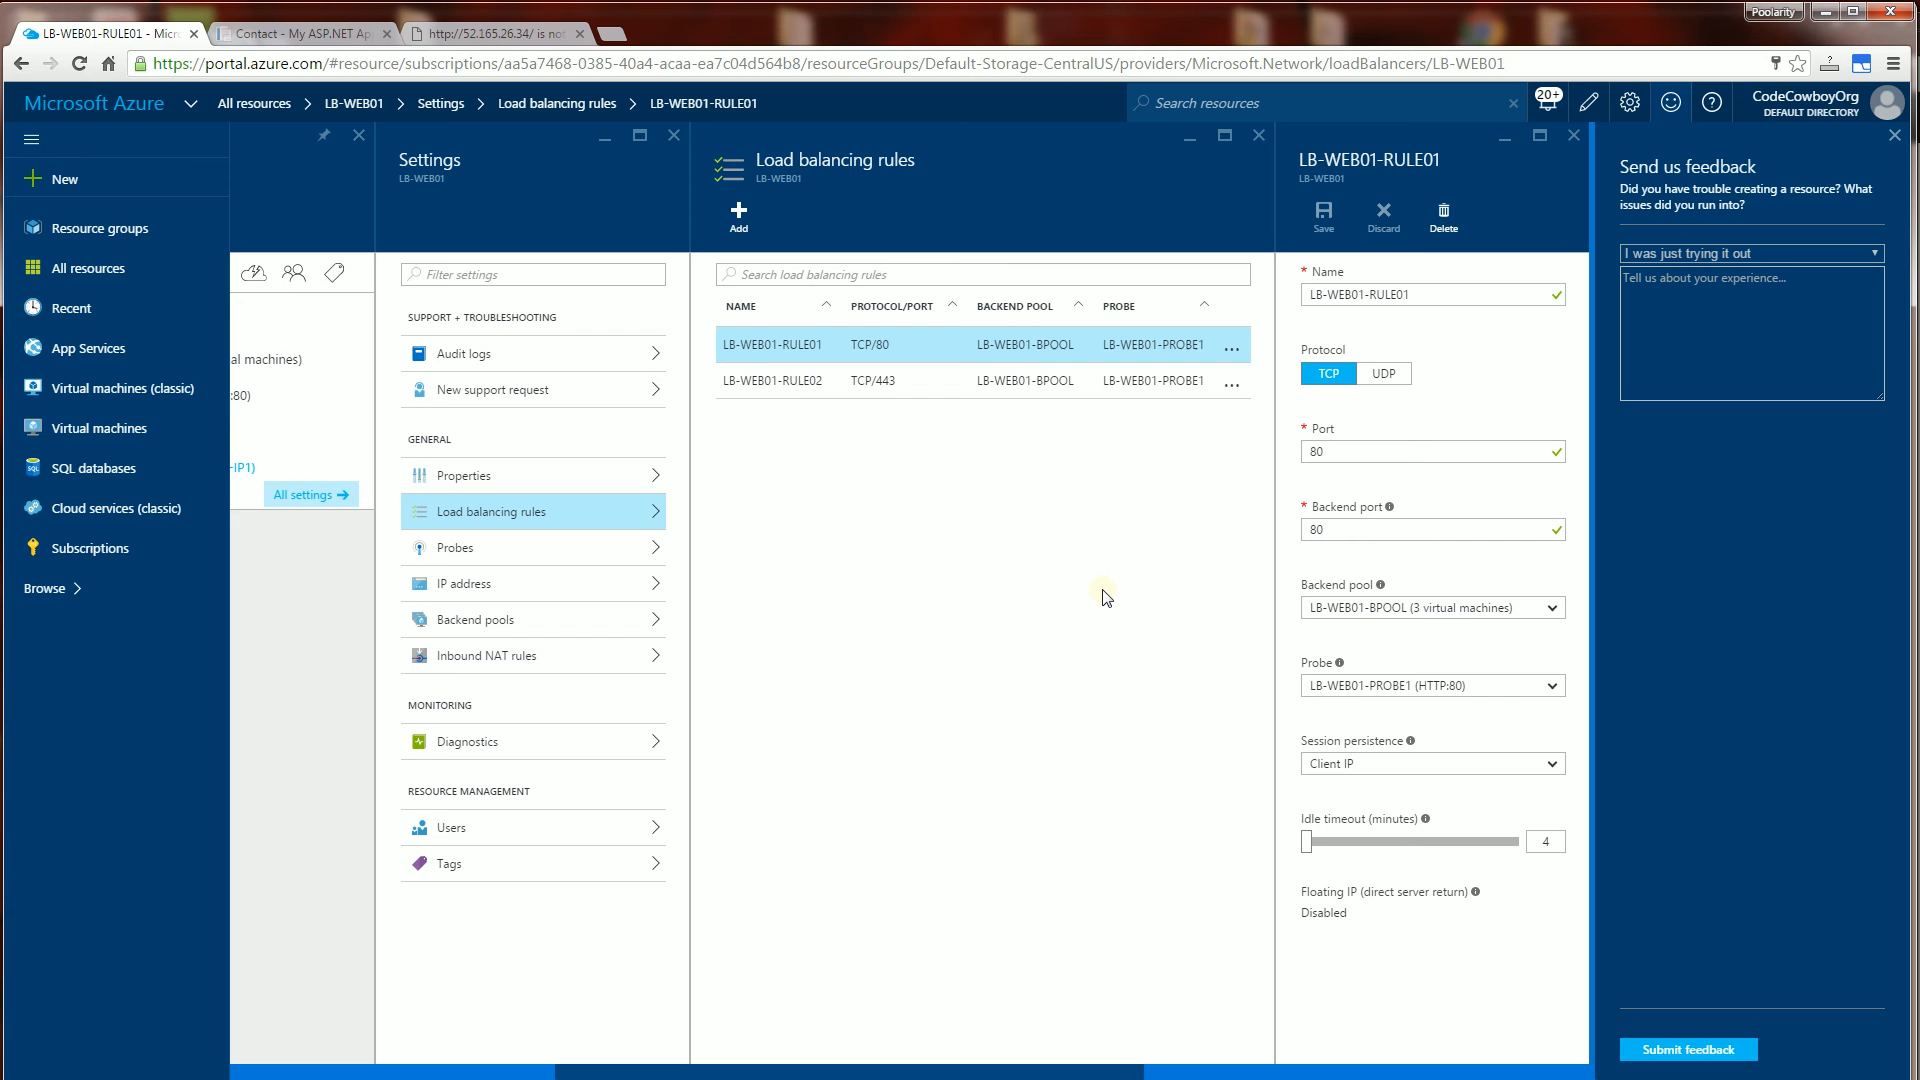 Poolarity
LB-WEB01-RULE01 - Micr
Contact - My ASP.NET Ap
http://52.165.26.34/ is not
https://portal.azure.com/#resource/subscriptions/aa5a7468-0385-40a4-acaa-ea7c04d564b8/resourceGroups/Default-Storage-CentralUS/providers/Microsoft.Network/loadBalancers/LB-WEB01
Microsoft Azure
All resources > LB-WEB01 > Settings > Load balancing rules > LB-WEB01-RULE01
Search resources
20+
CodeCowboyOrg
DEFAULT DIRECTORY
New
Resource groups
All resources
Recent
App Services
Virtual machines (classic)
Virtual machines
SQL databases
Cloud services (classic)
Subscriptions
Browse >
al machines)
:80)
-IP1)
All settings →
Settings
LB-WEB01
Filter settings
SUPPORT + TROUBLESHOOTING
Audit logs
New support request
GENERAL
Properties
Load balancing rules
Probes
IP address
Backend pools
Inbound NAT rules
MONITORING
Diagnostics
RESOURCE MANAGEMENT
Users
Tags
Load balancing rules
LB-WEB01
Add
Search load balancing rules
NAME PROTOCOL/PORT BACKEND POOL PROBE
LB-WEB01-RULE01 TCP/80 LB-WEB01-BPOOL LB-WEB01-PROBE1 ...
LB-WEB01-RULE02 TCP/443 LB-WEB01-BPOOL LB-WEB01-PROBE1 ...
LB-WEB01-RULE01
LB-WEB01
Save Discard Delete
* Name
LB-WEB01-RULE01
Protocol
TCP UDP
* Port
80
* Backend port
80
Backend pool
LB-WEB01-BPOOL (3 virtual machines)
Probe
LB-WEB01-PROBE1 (HTTP:80)
Session persistence
Client IP
Idle timeout (minutes)
4
Floating IP (direct server return)
Disabled
Send us feedback
Did you have trouble creating a resource? What
issues did you run into?
I was just trying it out
Tell us about your experience...
Submit feedback